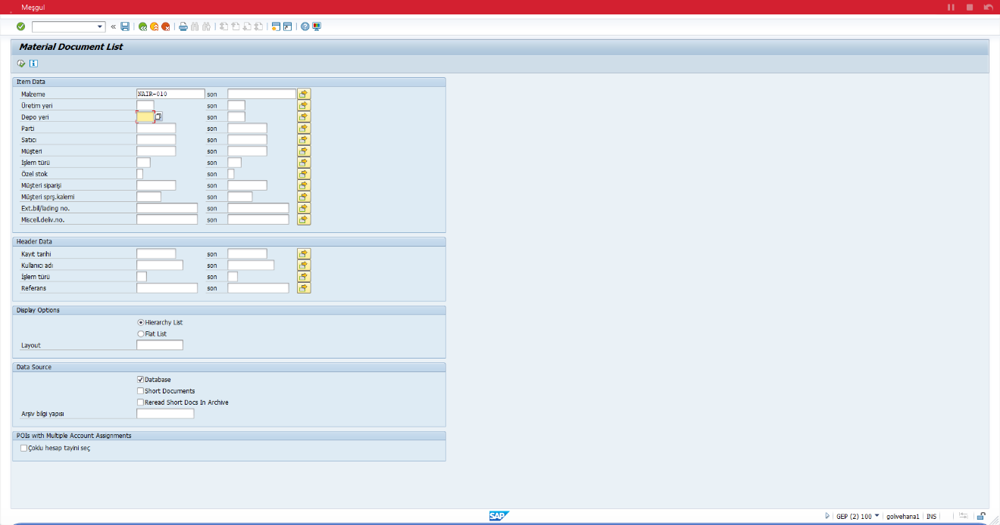 Meşgul
«
Material Document List
Item Data
Malzeme NAIR-010 son
Üretim yeri son
Depo yeri son
Parti son
Satıcı son
Müşteri son
İşlem türü son
Özel stok son
Müşteri siparişi son
Müşteri sprş.kalemi son
Ext.bil/lading no. son
Miscell.deliv.no. son
Header Data
Kayıt tarihi son
Kullanıcı adı son
İşlem türü son
Referans son
Display Options
Hierarchy List
Flat List
Layout
Data Source
Database
Short Documents
Reread Short Docs In Archive
Arşiv bilgi yapısı
POIs with Multiple Account Assignments
Çoklu hesap tayini seç
SAP GEP (2) 100 golivehana1 INS